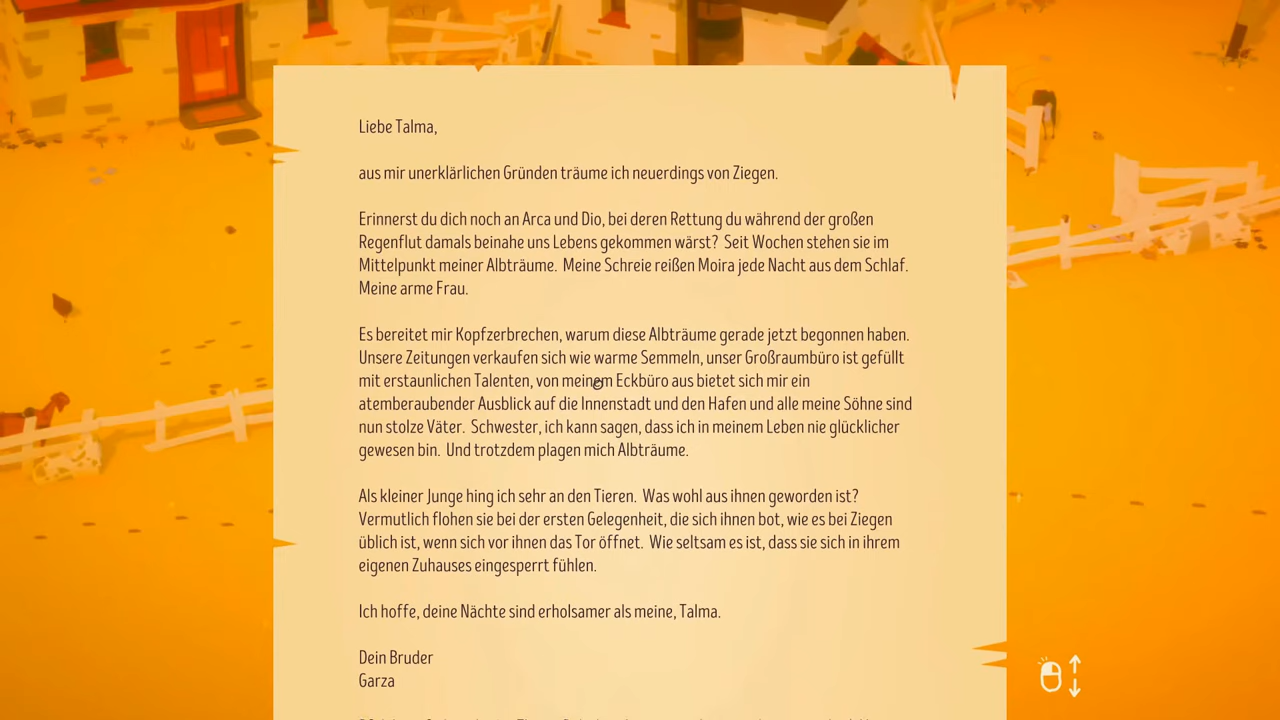 Liebe Talma,
aus mir unerklärlichen Gründen träume ich neuerdings von Ziegen.
Erinnerst du dich noch an Arca und Dio, bei deren Rettung du während der großen
Regenflut damals beinahe uns Lebens gekommen wärst?  Seit Wochen stehen sie im
Mittelpunkt meiner Albträume.  Meine Schreie reißen Moira jede Nacht aus dem Schlaf.
Meine arme Frau.
Es bereitet mir Kopfzerbrechen, warum diese Albträume gerade jetzt begonnen haben.
Unsere Zeitungen verkaufen sich wie warme Semmeln, unser Großraumbüro ist gefüllt
mit erstaunlichen Talenten, von meinem Eckbüro aus bietet sich mir ein
atemberaubender Ausblick auf die Innenstadt und den Hafen und alle meine Söhne sind
nun stolze Väter.  Schwester, ich kann sagen, dass ich in meinem Leben nie glücklicher
gewesen bin.  Und trotzdem plagen mich Albträume.
Als kleiner Junge hing ich sehr an den Tieren.  Was wohl aus ihnen geworden ist?
Vermutlich flohen sie bei der ersten Gelegenheit, die sich ihnen bot, wie es bei Ziegen
üblich ist, wenn sich vor ihnen das Tor öffnet.  Wie seltsam es ist, dass sie sich in ihrem
eigenen Zuhauses eingesperrt fühlen.
Ich hoffe, deine Nächte sind erholsamer als meine, Talma.
Dein Bruder
Garza